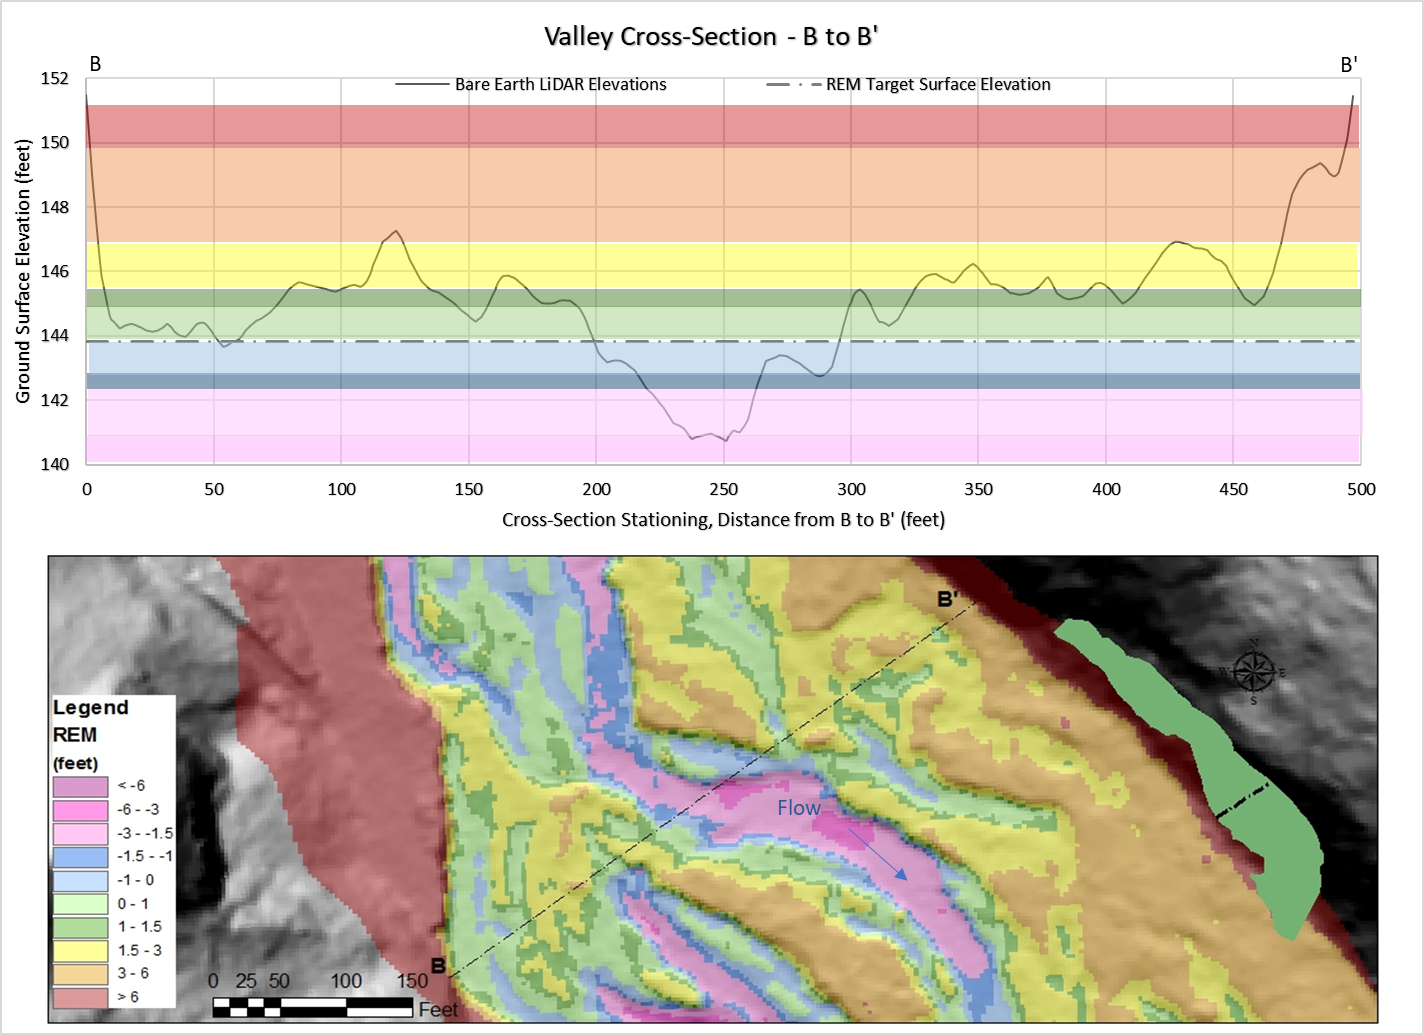 Valley Cross-Section - B to B'
B
B'
Bare Earth LiDAR Elevations
REM Target Surface Elevation
Ground Surface Elevation (feet)
152
150
148
146
144
142
140
0 50 100 150 200 250 300 350 400 450 500
Cross-Section Stationing, Distance from B to B' (feet)
B'
N
W E
S
Legend
REM
(feet)
< -6
-6 - -3
-3 - -1.5
-1.5 - -1
-1 - 0
0 - 1
1 - 1.5
1.5 - 3
3 - 6
> 6
Flow
B
0 25 50 100 150
Feet